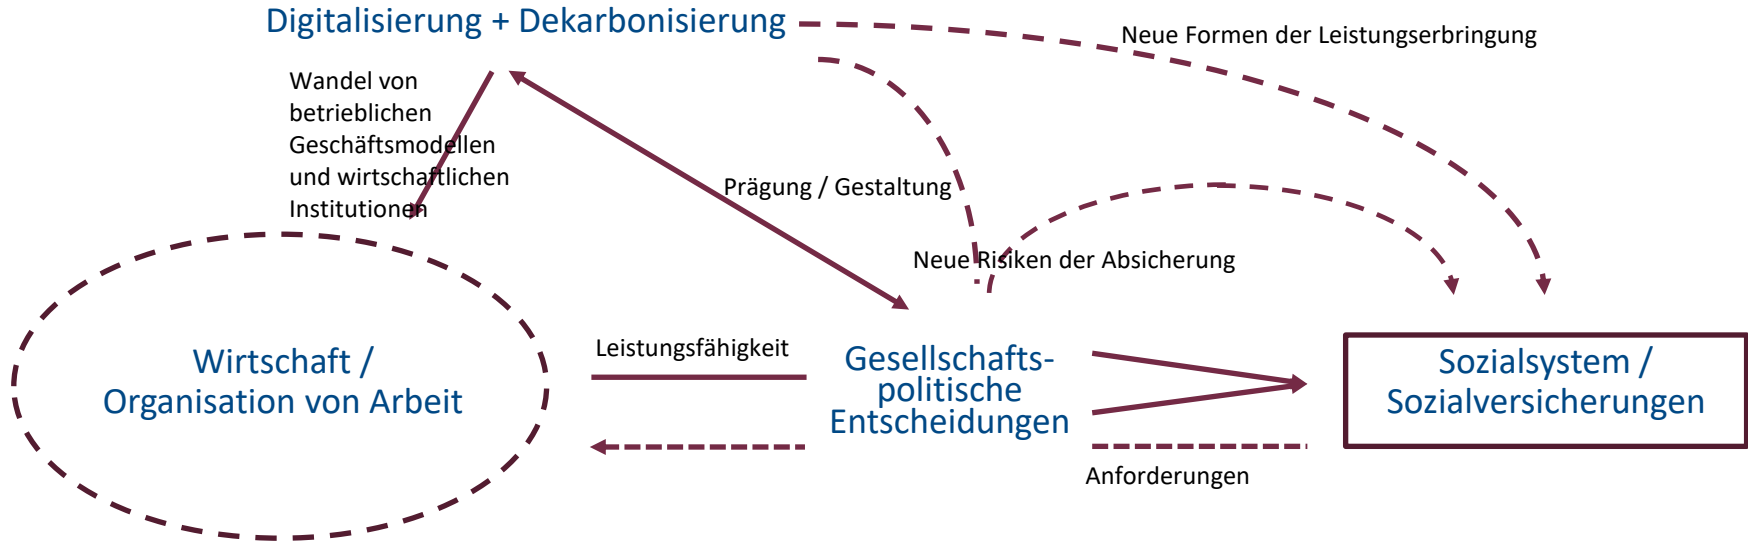 Digitalisierung + Dekarbonisierung
Neue Formen der Leistungserbringung
Wandel von
betrieblichen
Geschäftsmodellen
und wirtschaftlichen
Institutionen
Prägung / Gestaltung
Neue Risiken der Absicherung
Wirtschaft /
Organisation von Arbeit
Leistungsfähigkeit
Gesellschafts-
politische
Entscheidungen
Sozialsystem /
Sozialversicherungen
Anforderungen